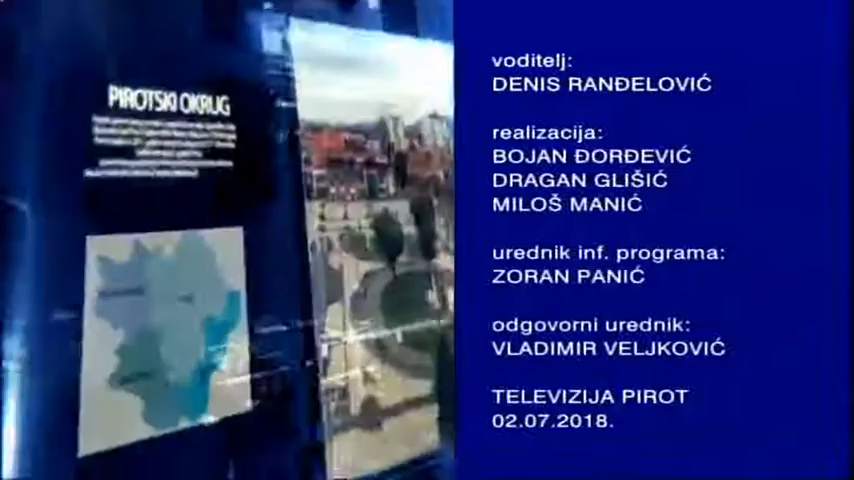 PIROTSKI OKRUG
voditelj:
DENIS RANĐELOVIĆ
realizacija:
BOJAN ĐORĐEVIĆ
DRAGAN GLIŠIĆ
MILOŠ MANIĆ
urednik inf. programa:
ZORAN PANIĆ
odgovorni urednik:
VLADIMIR VELJKOVIĆ
TELEVIZIJA PIROT
02.07.2018.